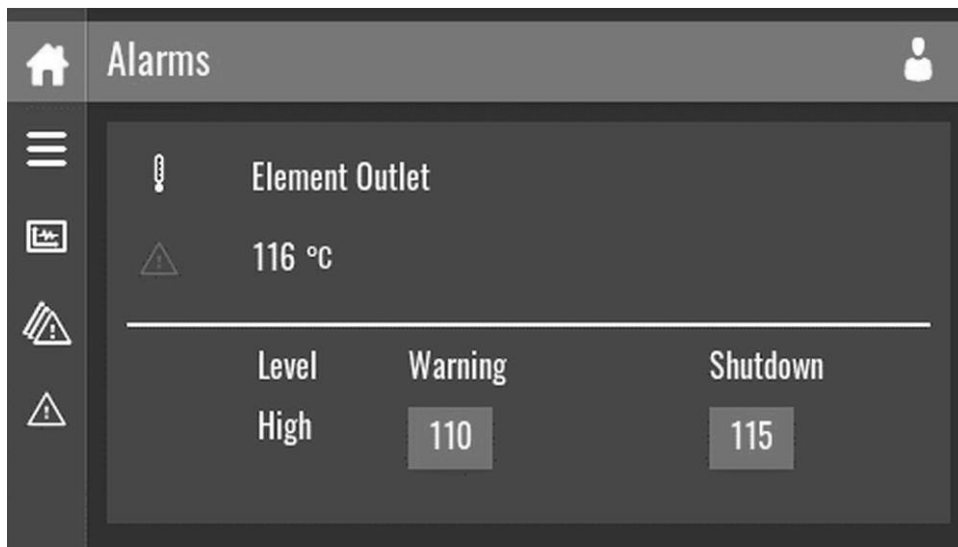 Alarms
Element Outlet
116 °C
Level Warning Shutdown
High 110 115